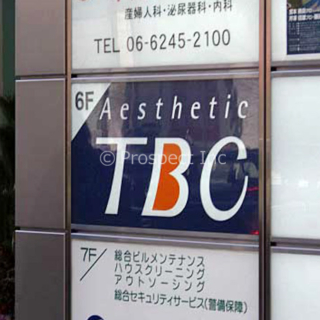 産婦人科・泌尿器科・内科
TEL 06-6245-2100
6F Aesthetic
TBC
© Prospect Inc
7F/ 総合ビルメンテナンス
ハウスクリーニング
アウトソーシング
総合セキュリティサービス(警備保障)